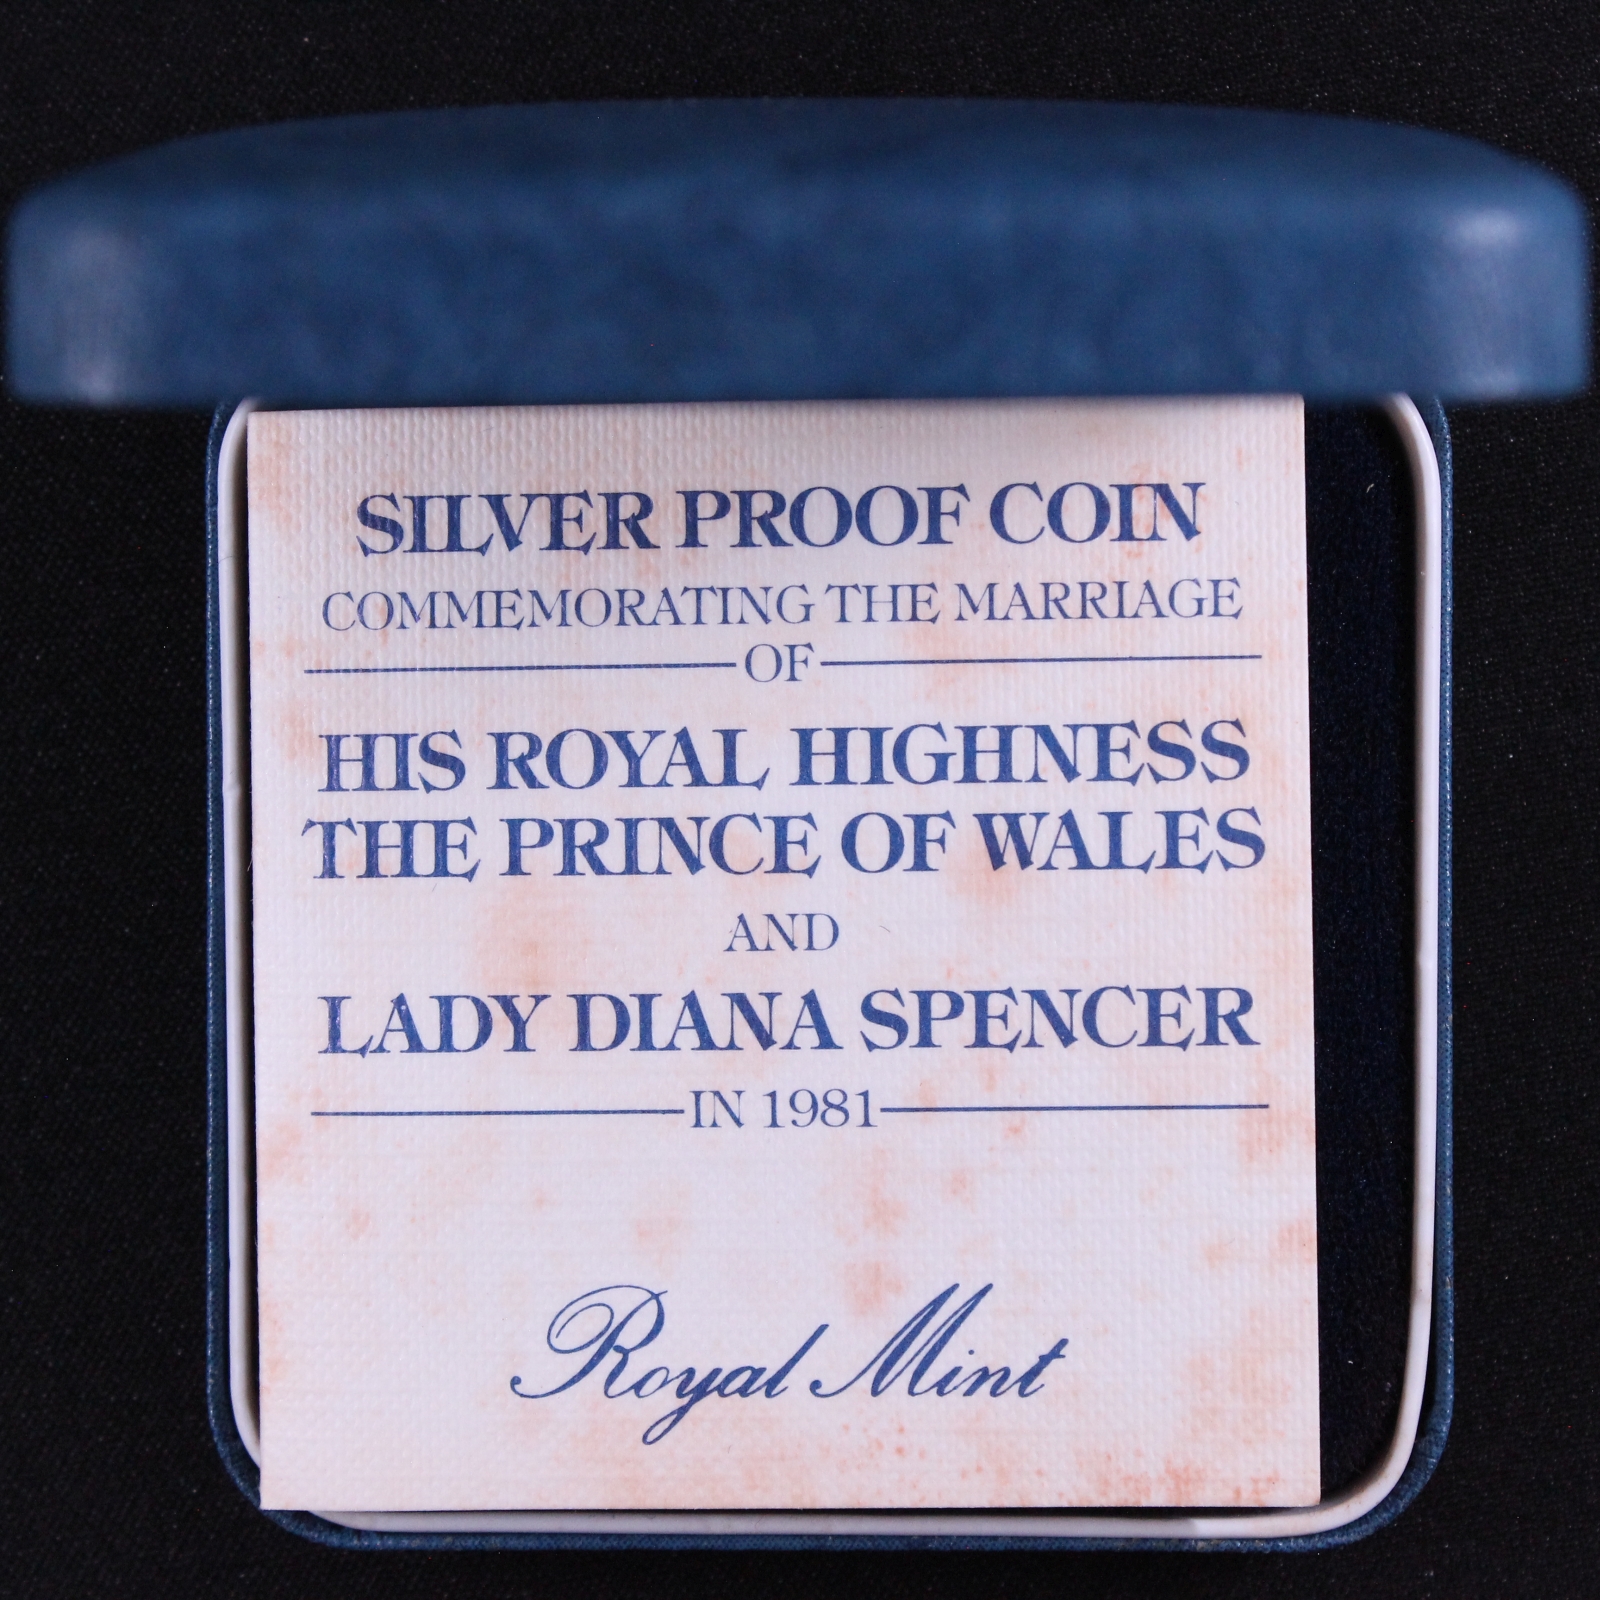 SILVER PROOF COIN
COMMEMORATING THE MARRIAGE
OF
HIS ROYAL HIGHNESS
THE PRINCE OF WALES
AND
LADY DIANA SPENCER
IN 1981
Royal Mint